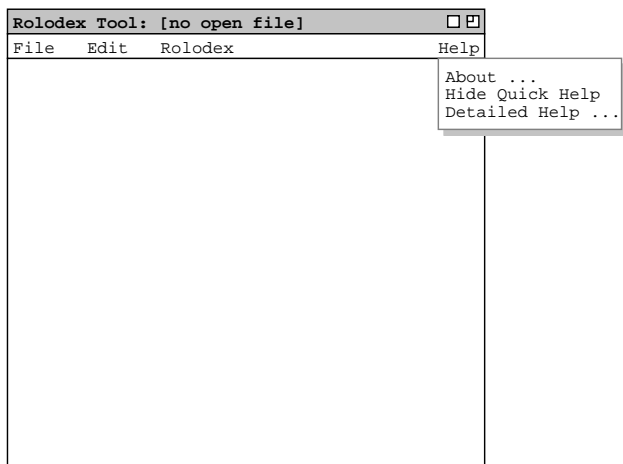 Rolodex Tool: [no open file]
File Edit Rolodex Help
About ...
Hide Quick Help
Detailed Help ...